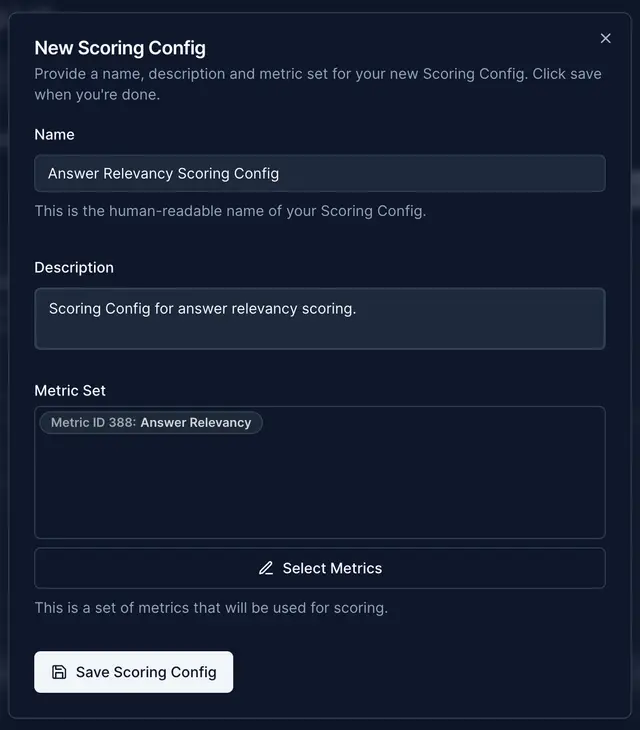 New Scoring Config
Provide a name, description and metric set for your new Scoring Config. Click save
when you're done.
Name
Answer Relevancy Scoring Config
This is the human-readable name of your Scoring Config.
Description
Scoring Config for answer relevancy scoring.
Metric Set
Metric ID 388: Answer Relevancy
Select Metrics
This is a set of metrics that will be used for scoring.
Save Scoring Config